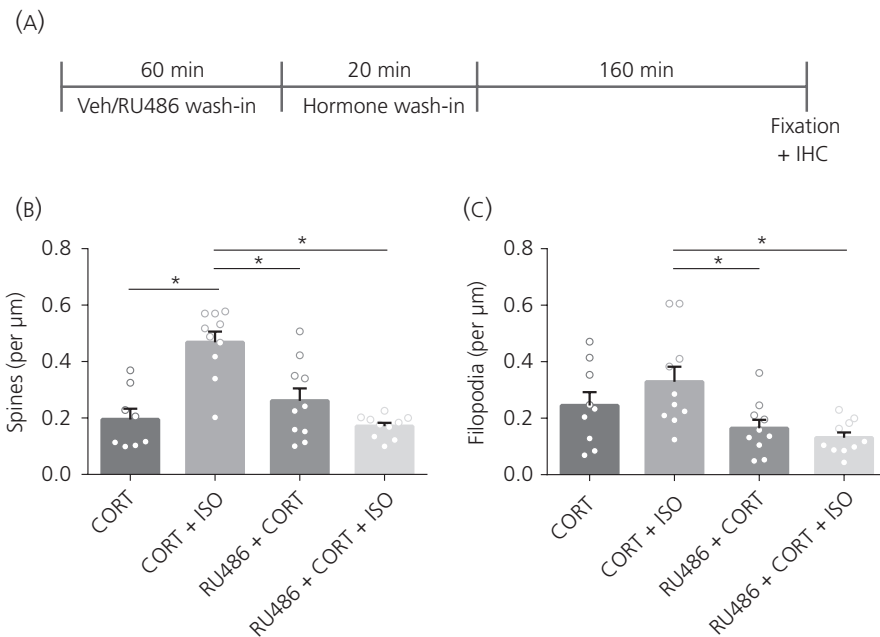 (A)
60 min
20 min
160 min
Veh/RU486 wash-in
Hormone wash-in
Fixation
+ IHC
(B)
Spines (per μm)
0.8
0.6
0.4
0.2
0.0
*
*
*
CORT
CORT + ISO
RU486 + CORT
RU486 + CORT + ISO
(C)
Filopodia (per μm)
0.8
0.6
0.4
0.2
0.0
*
*
CORT
CORT + ISO
RU486 + CORT
RU486 + CORT + ISO